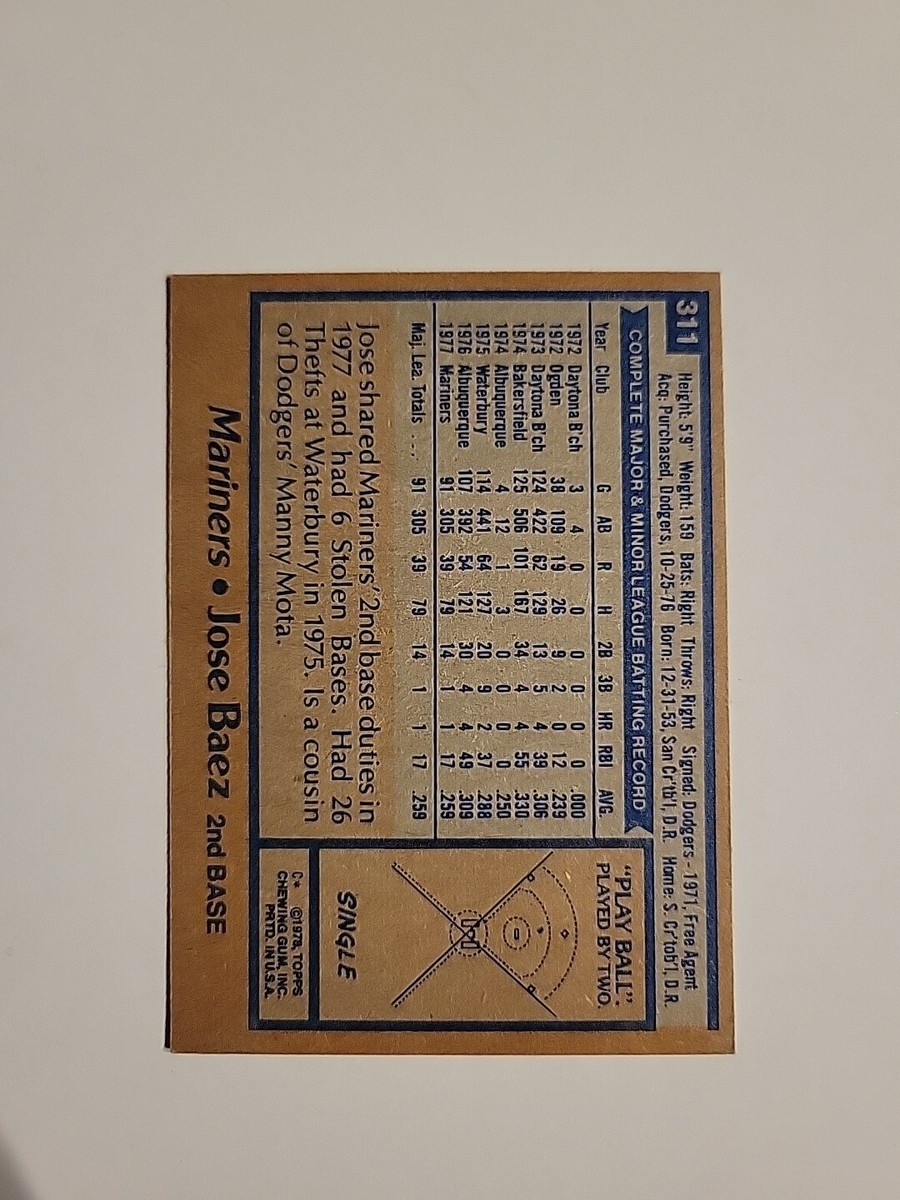 311
Height: 5'9" Weight: 159 Bats: Right Throws: Right Signed: Dodgers - 1971, Free Agent
Acq: Purchased, Dodgers, 10-25-76 Born: 12-31-53, San Cr'tb'l, D.R. Home: S. Cr'tob'l, D.R.
COMPLETE MAJOR & MINOR LEAGUE BATTING RECORD
Year Club G AB R H 2B 3B HR RBI AVG.
1972 Daytona B'ch 3 4 0 0 0 0 0 0 .000
1972 Ogden 38 109 19 26 9 2 0 12 .239
1973 Daytona B'ch 124 422 62 129 13 5 4 39 .306
1974 Bakersfield 125 506 101 167 34 4 4 55 .330
1974 Albuquerque 4 12 1 3 0 0 0 0 .250
1975 Waterbury 114 441 64 127 20 9 2 37 .288
1976 Albuquerque 107 392 54 121 30 4 4 49 .309
1977 Mariners 91 305 39 79 14 1 1 17 .259
Maj. Lea. Totals .... 91 305 39 79 14 1 1 17 .259
Jose shared Mariners' 2nd base duties in
1977 and had 6 Stolen Bases. Had 26
Thefts at Waterbury in 1975. Is a cousin
of Dodgers' Manny Mota.
"PLAY BALL":
PLAYED BY TWO.
SINGLE
C* ©1978, TOPPS
CHEWING GUM, INC.
PRTD. IN U.S.A.
Mariners • Jose Baez 2nd BASE